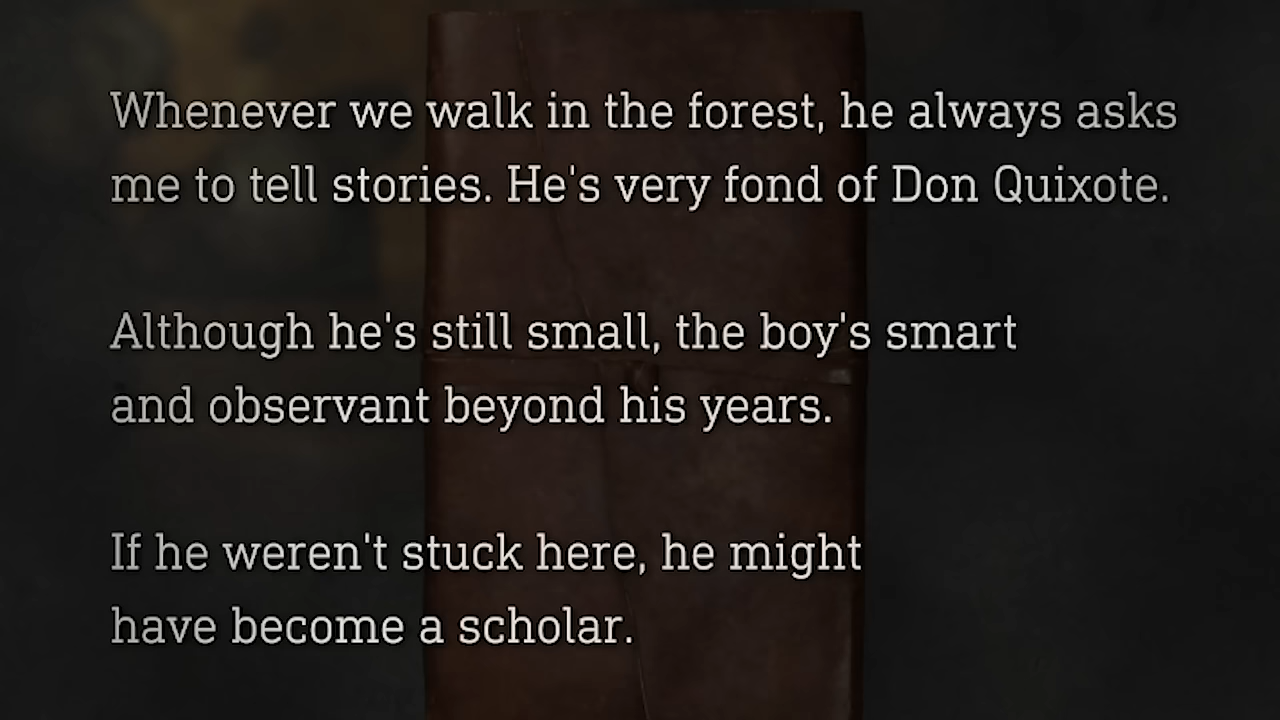 Whenever we walk in the forest, he always asks
me to tell stories. He's very fond of Don Quixote.
Although he's still small, the boy's smart
and observant beyond his years.
If he weren't stuck here, he might
have become a scholar.